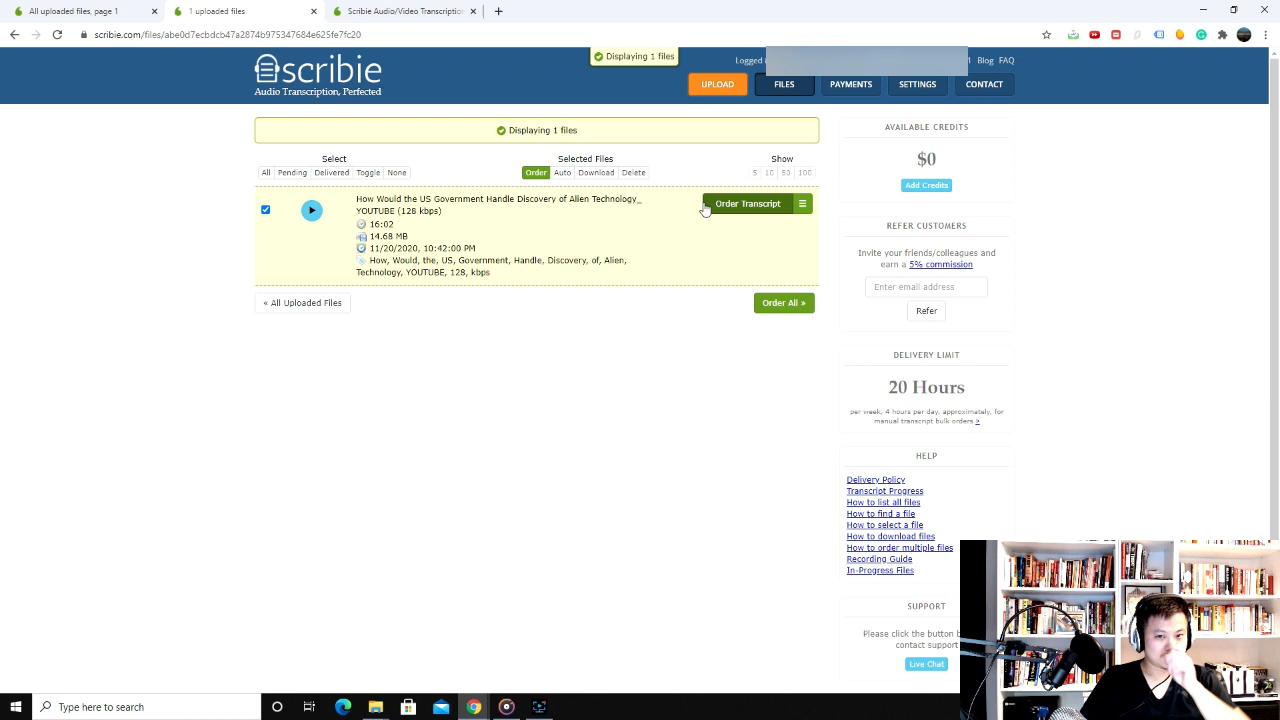 All uploaded files, page 1
1 uploaded files
Scribie Audio/Video Transcription
scribie.com/files/abe0d7ecbdcb47a2874b975347684e625fe7fc20
scribie
Audio Transcription, Perfected
Displaying 1 files
Logged i
Blog FAQ
UPLOAD FILES PAYMENTS SETTINGS CONTACT
Displaying 1 files
Select Selected Files Show
All Pending Delivered Toggle None Order Auto Download Delete 5 10 50 100
How Would the US Government Handle Discovery of Alien Technology_
YOUTUBE (128 kbps)
16:02
14.68 MB
11/20/2020, 10:42:00 PM
How, Would, the, US, Government, Handle, Discovery, of, Alien,
Technology, YOUTUBE, 128, kbps
Order Transcript
« All Uploaded Files
Order All »
AVAILABLE CREDITS
$0
Add Credits
REFER CUSTOMERS
Invite your friends/colleagues and
earn a 5% commission
Enter email address
Refer
DELIVERY LIMIT
20 Hours
per week, 4 hours per day, approximately, for
manual transcript bulk orders >
HELP
Delivery Policy
Transcript Progress
How to list all files
How to find a file
How to select a file
How to download files
How to order multiple files
Recording Guide
In-Progress Files
SUPPORT
Please click the button
contact support
Live Chat
Type here to search